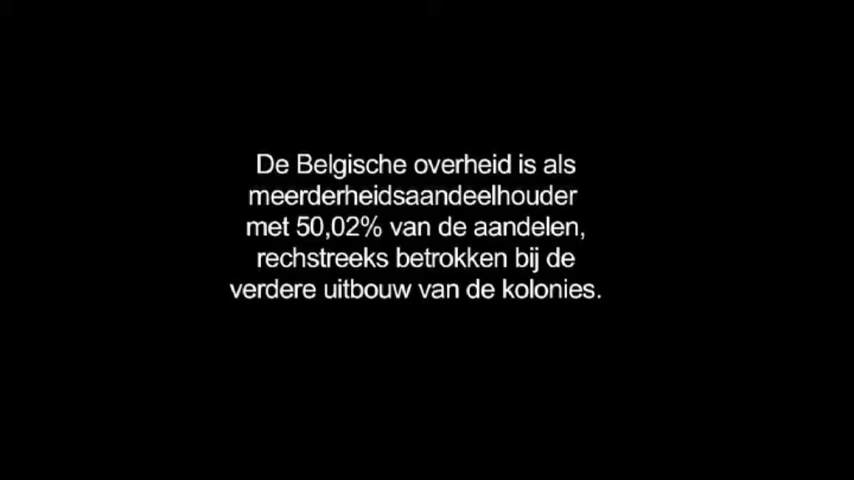 De Belgische overheid is als
meerderheidsaandeelhouder
met 50,02% van de aandelen,
rechstreeks betrokken bij de
verdere uitbouw van de kolonies.